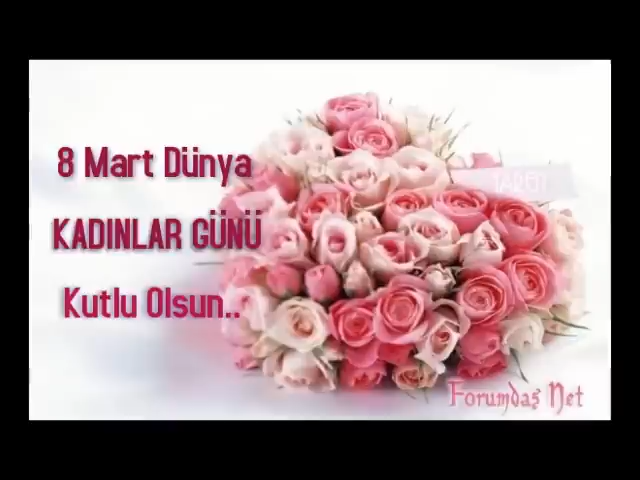 8 Mart Dünya
KADINLAR GÜNÜ
Kutlu Olsun..
Forumdaş Net